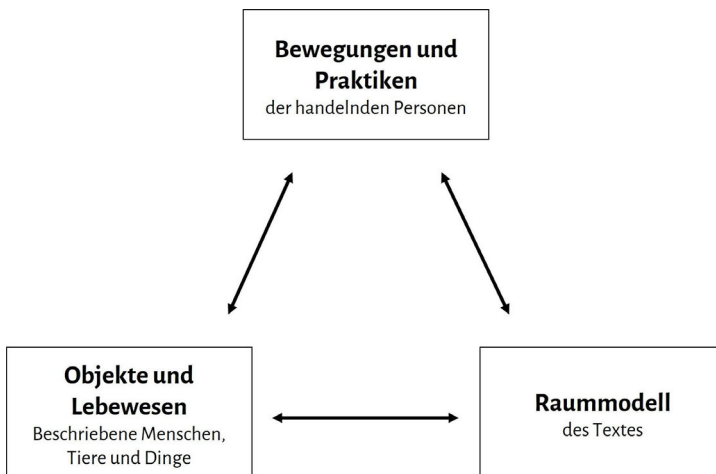 Bewegungen und
Praktiken
der handelnden Personen
Objekte und
Lebewesen
Beschriebene Menschen,
Tiere und Dinge
Raummodell
des Textes